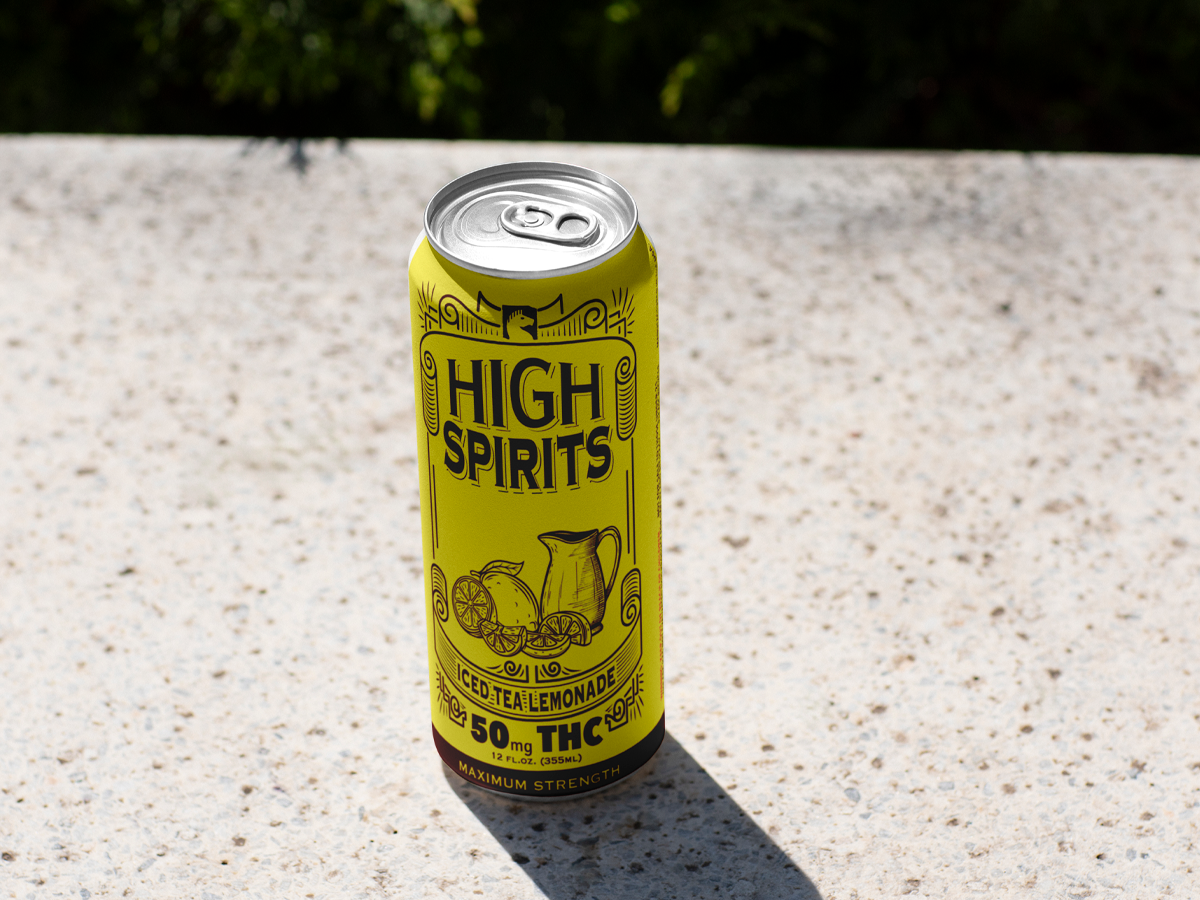 HIGH
SPIRITS
ICED TEA LEMONADE
50mg THC
12 FL.OZ. (355ML)
MAXIMUM STRENGTH